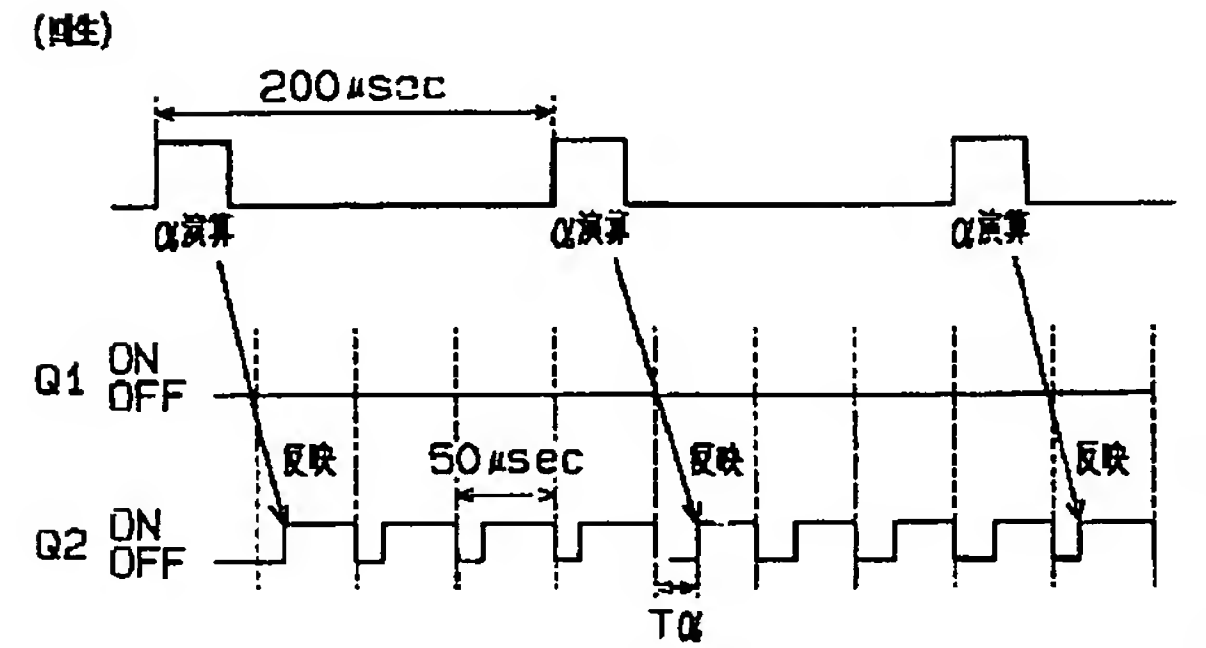 (回生)
200μsec
α演算 α演算 α演算
Q1 ON
OFF
反映 50μsec 反映 反映
Q2 ON
OFF
Tα